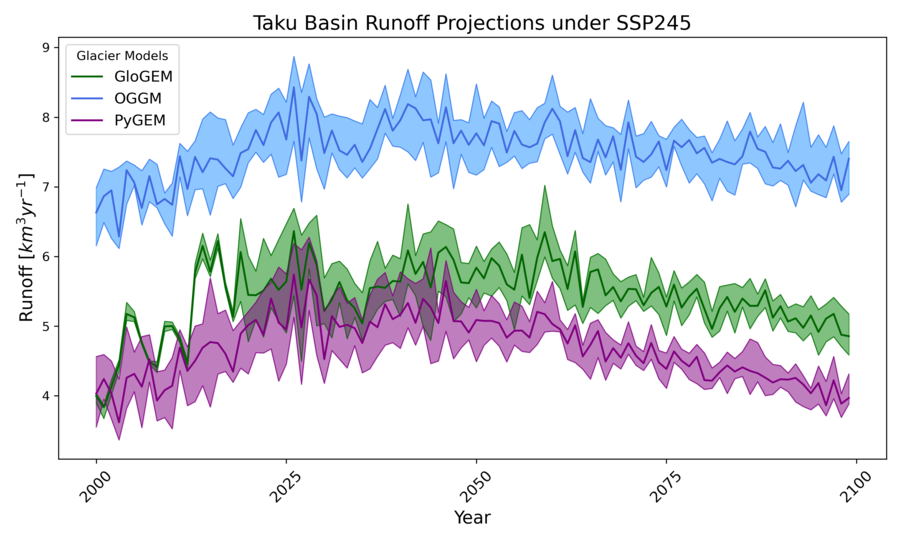 Taku Basin Runoff Projections under SSP245
Glacier Models
GloGEM
OGGM
PyGEM
Runoff [km³yr⁻¹]
9
8
7
6
5
4
2000
2025
2050
2075
2100
Year